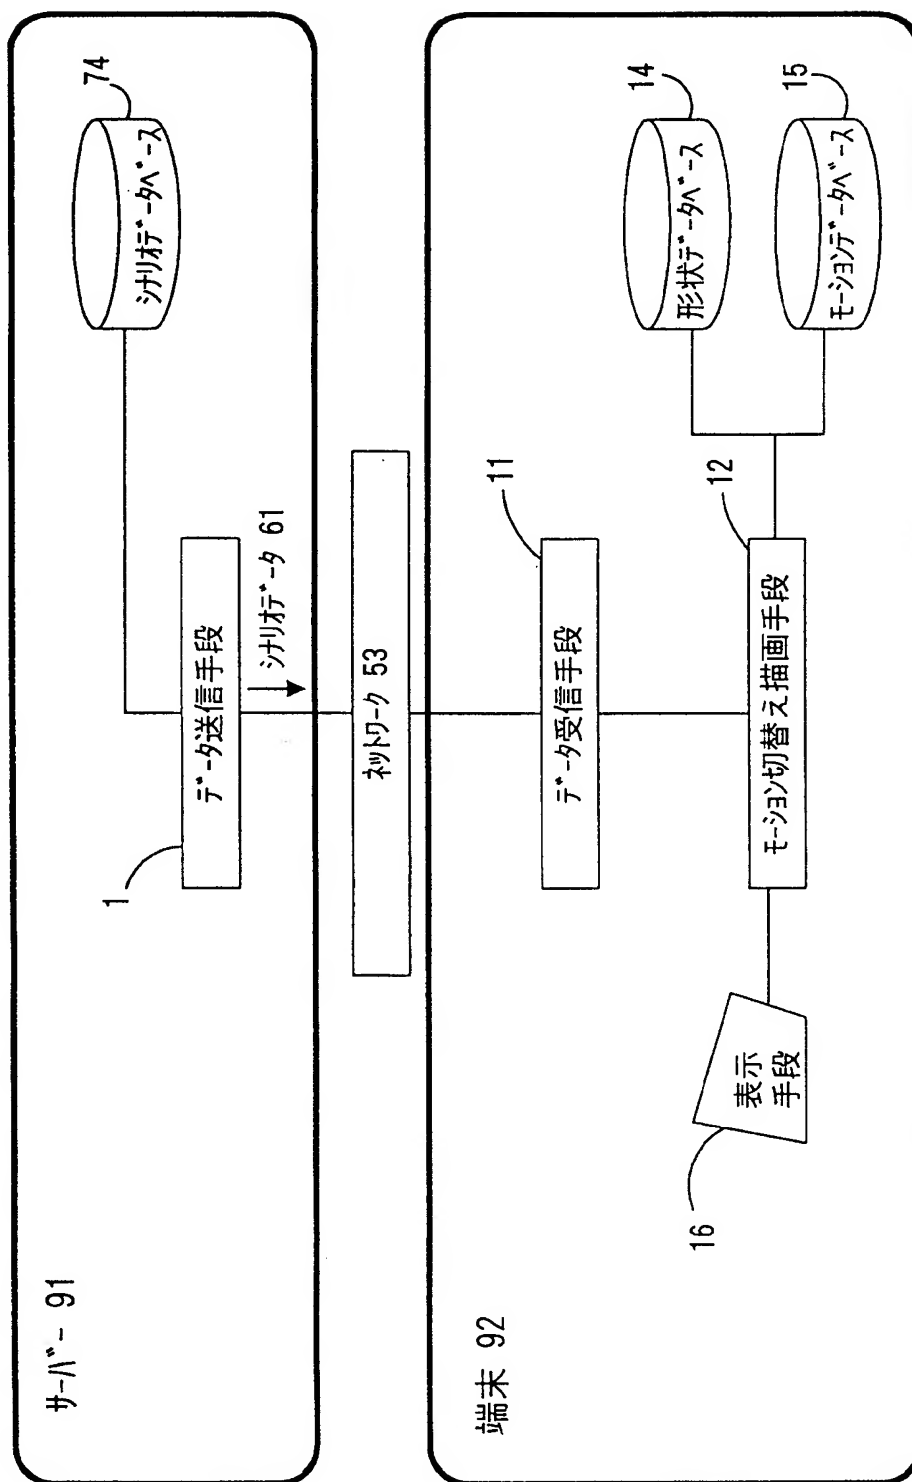 サーバー 91
シナリオデータベース
74
データ送信手段
1
シナリオデータ 61
ネットワーク 53
端末 92
データ受信手段
11
形状データベース
14
モーションデータベース
15
モーション切替え描画手段
12
表示
手段
16